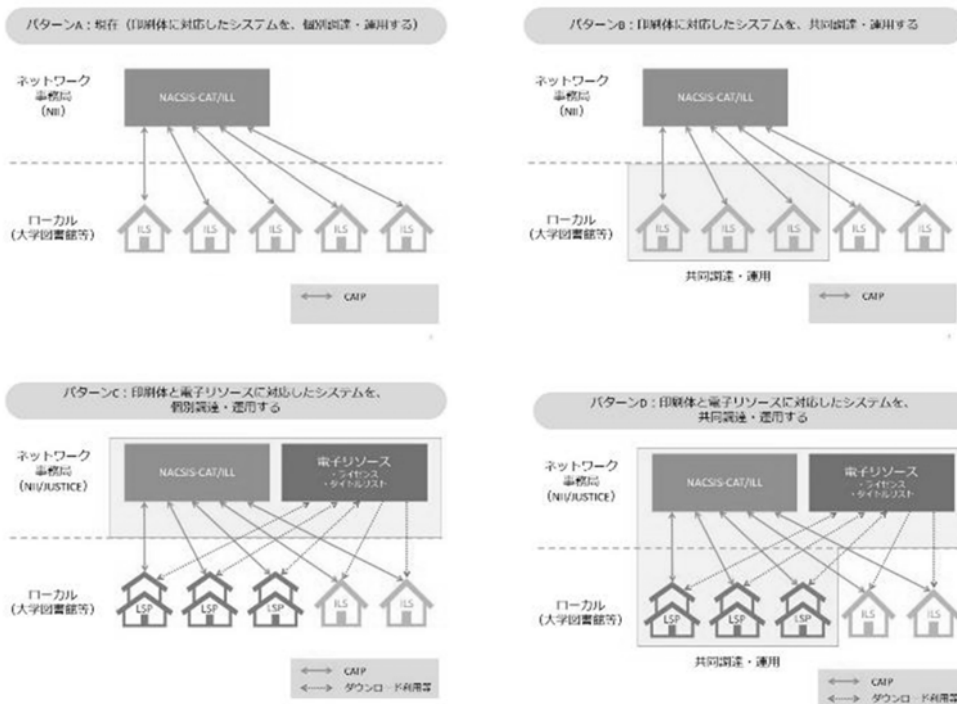 パターンA：現在（印刷体に対応したシステムを、個別調達・運用する）
ネットワーク
事務局
（NII）
NACSIS-CAT/ILL
ローカル
（大学図書館等）
ILS
ILS
ILS
ILS
ILS
CATP
パターンB：印刷体に対応したシステムを、共同調達・運用する
ネットワーク
事務局
（NII）
NACSIS-CAT/ILL
ローカル
（大学図書館等）
ILS
ILS
ILS
ILS
ILS
共同調達・運用
CATP
パターンC：印刷体と電子リソースに対応したシステムを、
個別調達・運用する
ネットワーク
事務局
（NII/JUSTICE）
NACSIS-CAT/ILL
電子リソース
・ライセンス
・タイトルリスト
ローカル
（大学図書館等）
LSP
LSP
LSP
ILS
ILS
CATP
ダウンロード利用等
パターンD：印刷体と電子リソースに対応したシステムを、
共同調達・運用する
ネットワーク
事務局
（NII/JUSTICE）
NACSIS-CAT/ILL
電子リソース
・ライセンス
・タイトルリスト
ローカル
（大学図書館等）
LSP
LSP
LSP
ILS
ILS
共同調達・運用
CATP
ダウンロード利用等